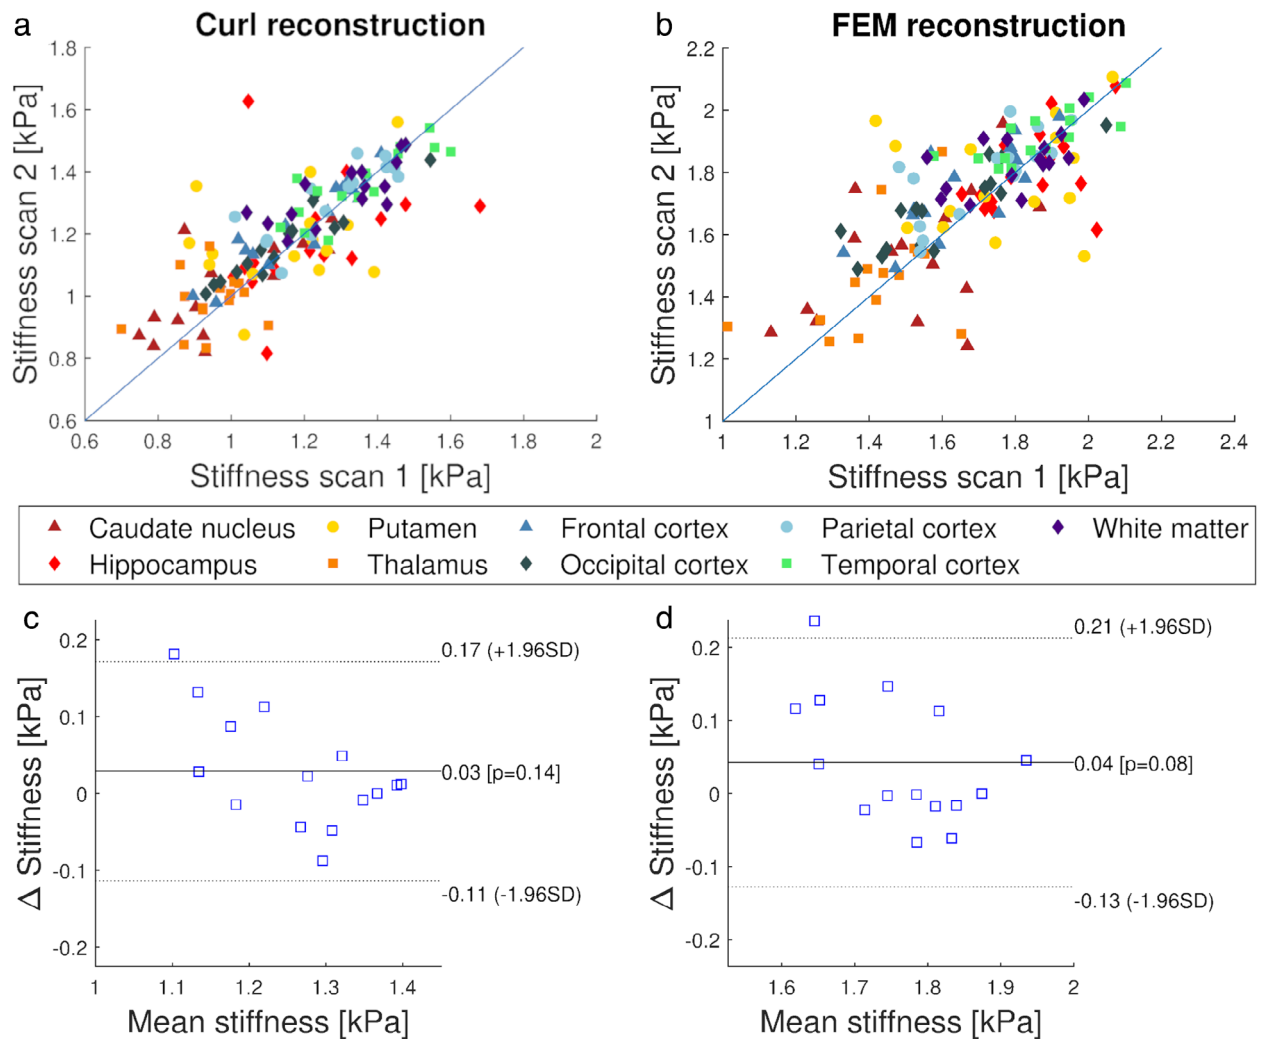 a
Curl reconstruction
1.8
1.6
1.4
1.2
1
0.8
0.6
Stiffness scan 2 [kPa]
0.6 0.8 1 1.2 1.4 1.6 1.8 2
Stiffness scan 1 [kPa]
b
FEM reconstruction
2.2
2
1.8
1.6
1.4
1.2
1
Stiffness scan 2 [kPa]
1 1.2 1.4 1.6 1.8 2 2.2 2.4
Stiffness scan 1 [kPa]
Caudate nucleus Putamen Frontal cortex Parietal cortex White matter
Hippocampus Thalamus Occipital cortex Temporal cortex
c
0.2
0.1
0
-0.1
-0.2
Δ Stiffness [kPa]
0.17 (+1.96SD)
0.03 [p=0.14]
-0.11 (-1.96SD)
1 1.1 1.2 1.3 1.4
Mean stiffness [kPa]
d
0.2
0.1
0
-0.1
-0.2
Δ Stiffness [kPa]
0.21 (+1.96SD)
0.04 [p=0.08]
-0.13 (-1.96SD)
1.6 1.7 1.8 1.9 2
Mean stiffness [kPa]